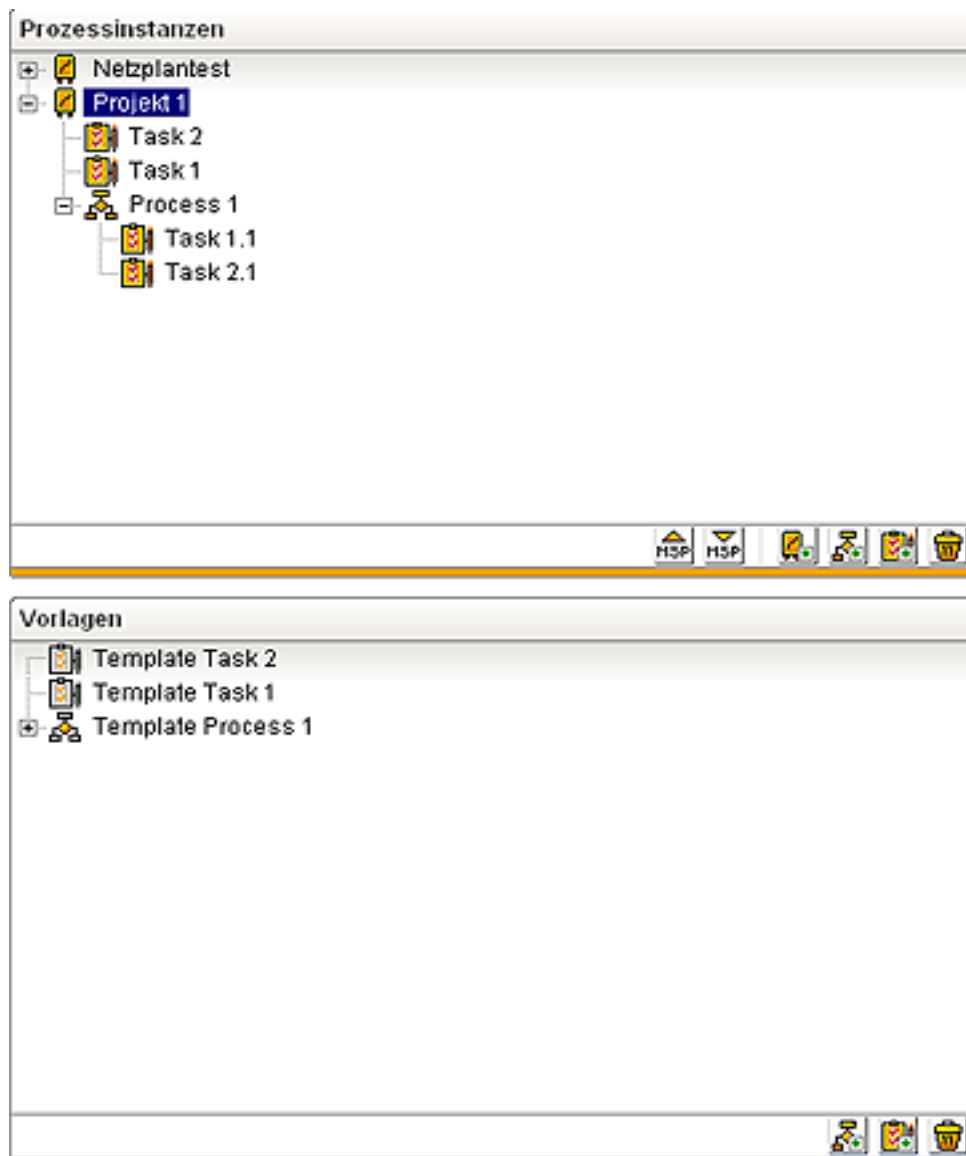 Prozessinstanzen
Netzplantest
Projekt 1
Task 2
Task 1
Process 1
Task 1.1
Task 2.1
MSP MSP
Vorlagen
Template Task 2
Template Task 1
Template Process 1